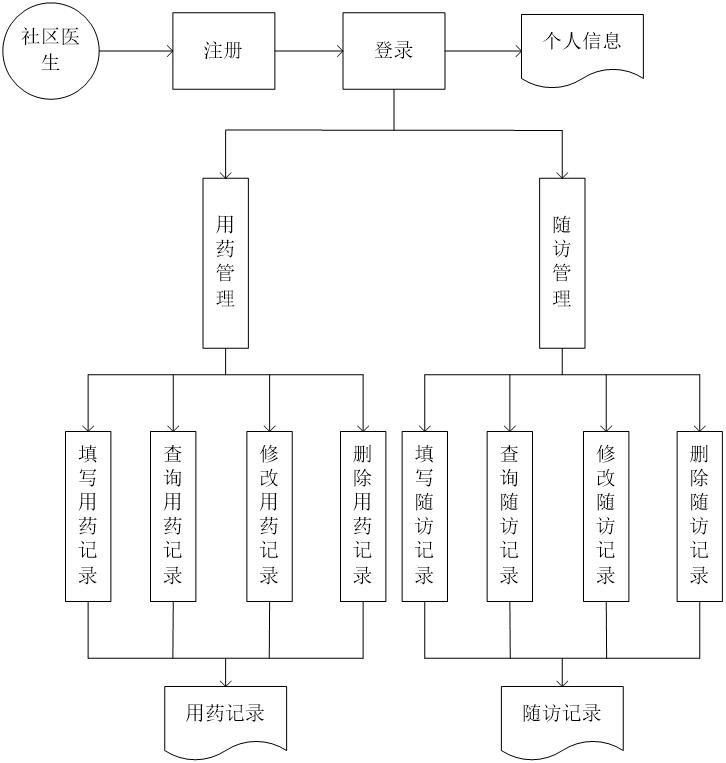 社区医
生
注册
登录
个人信息
用药管理
随访管理
填写用药记录
查询用药记录
修改用药记录
删除用药记录
填写随访记录
查询随访记录
修改随访记录
删除随访记录
用药记录
随访记录